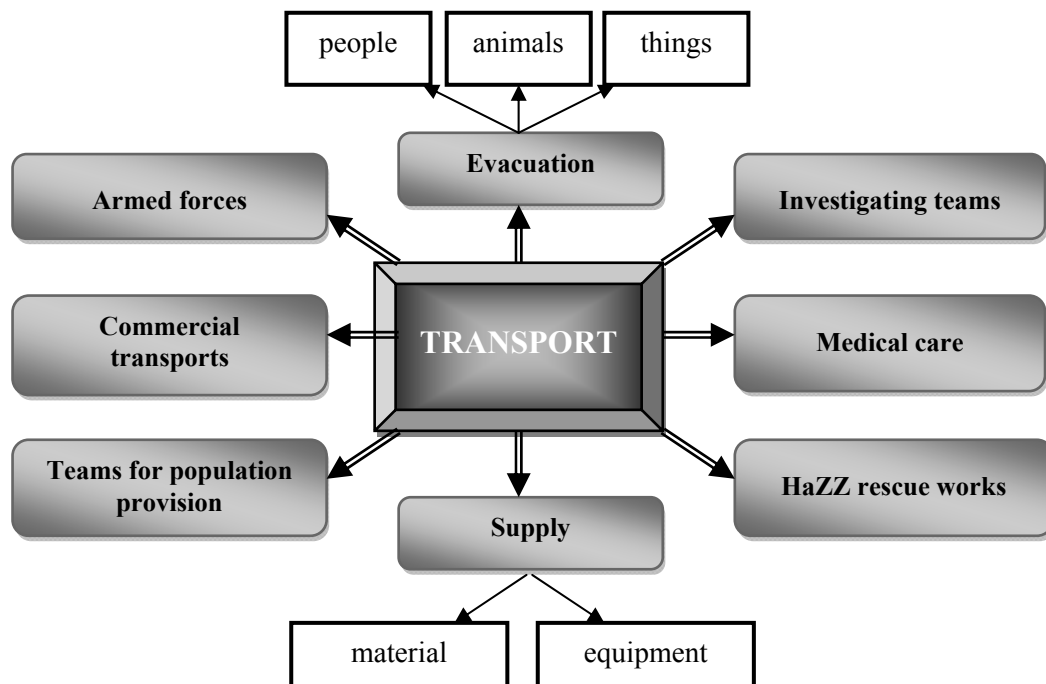 people
animals
things
Evacuation
Armed forces
Investigating teams
Commercial
transports
TRANSPORT
Medical care
Teams for population
provision
HaZZ rescue works
Supply
material
equipment